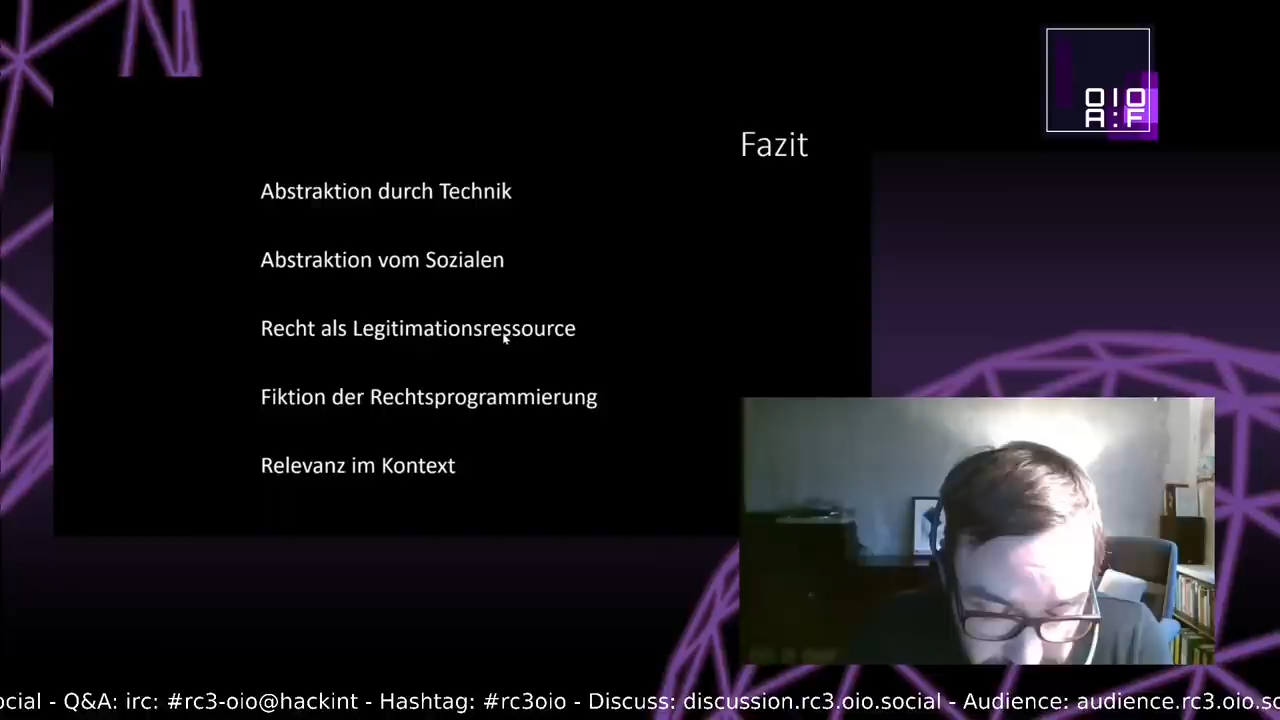 OIO
A:F
Fazit
Abstraktion durch Technik
Abstraktion vom Sozialen
Recht als Legitimationsressource
Fiktion der Rechtsprogrammierung
Relevanz im Kontext
ocial - Q&A: irc: #rc3-oio@hackint - Hashtag: #rc3oio - Discuss: discussion.rc3.oio.social - Audience: audience.rc3.oio.so